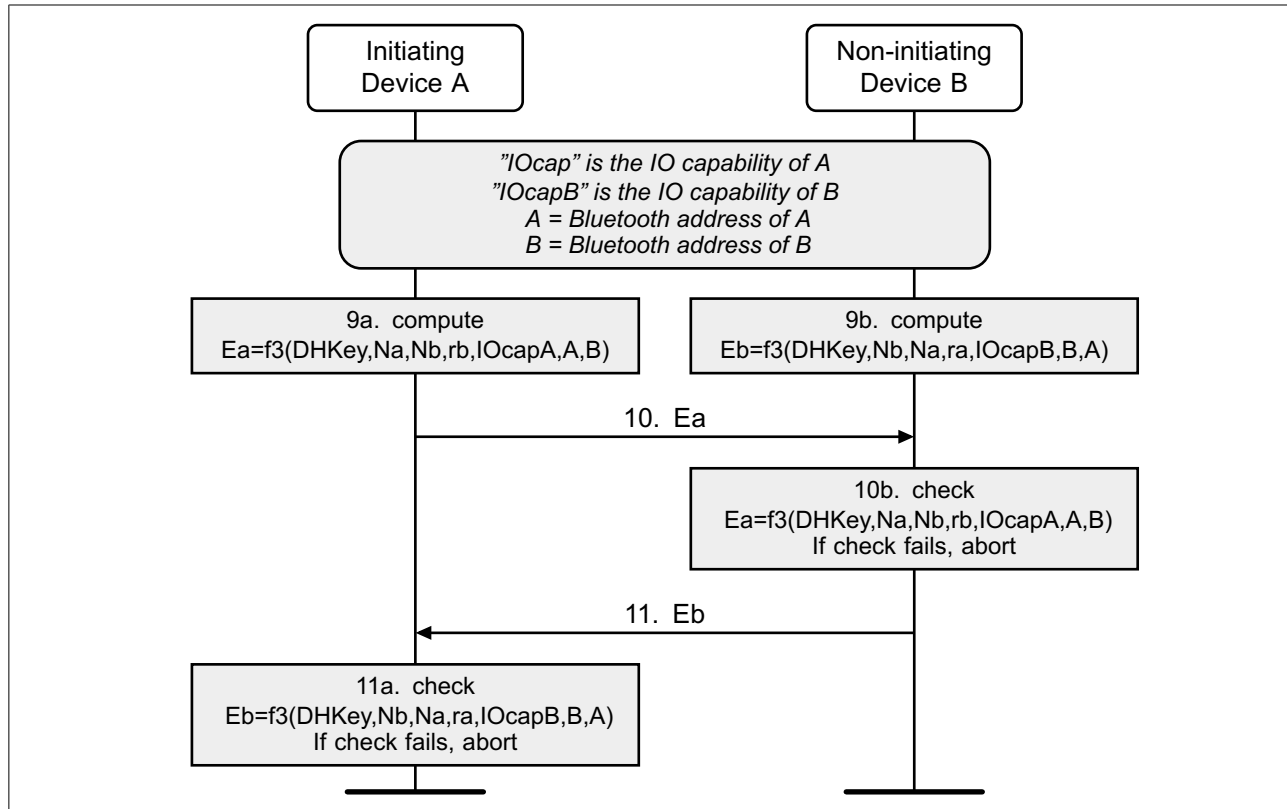 Initiating
Device A
Non-initiating
Device B
”IOcap” is the IO capability of A
”IOcapB” is the IO capability of B
A = Bluetooth address of A
B = Bluetooth address of B
9a. compute
Ea=f3(DHKey,Na,Nb,rb,IOcapA,A,B)
9b. compute
Eb=f3(DHKey,Nb,Na,ra,IOcapB,B,A)
10. Ea
10b. check
Ea=f3(DHKey,Na,Nb,rb,IOcapA,A,B)
If check fails, abort
11. Eb
11a. check
Eb=f3(DHKey,Nb,Na,ra,IOcapB,B,A)
If check fails, abort